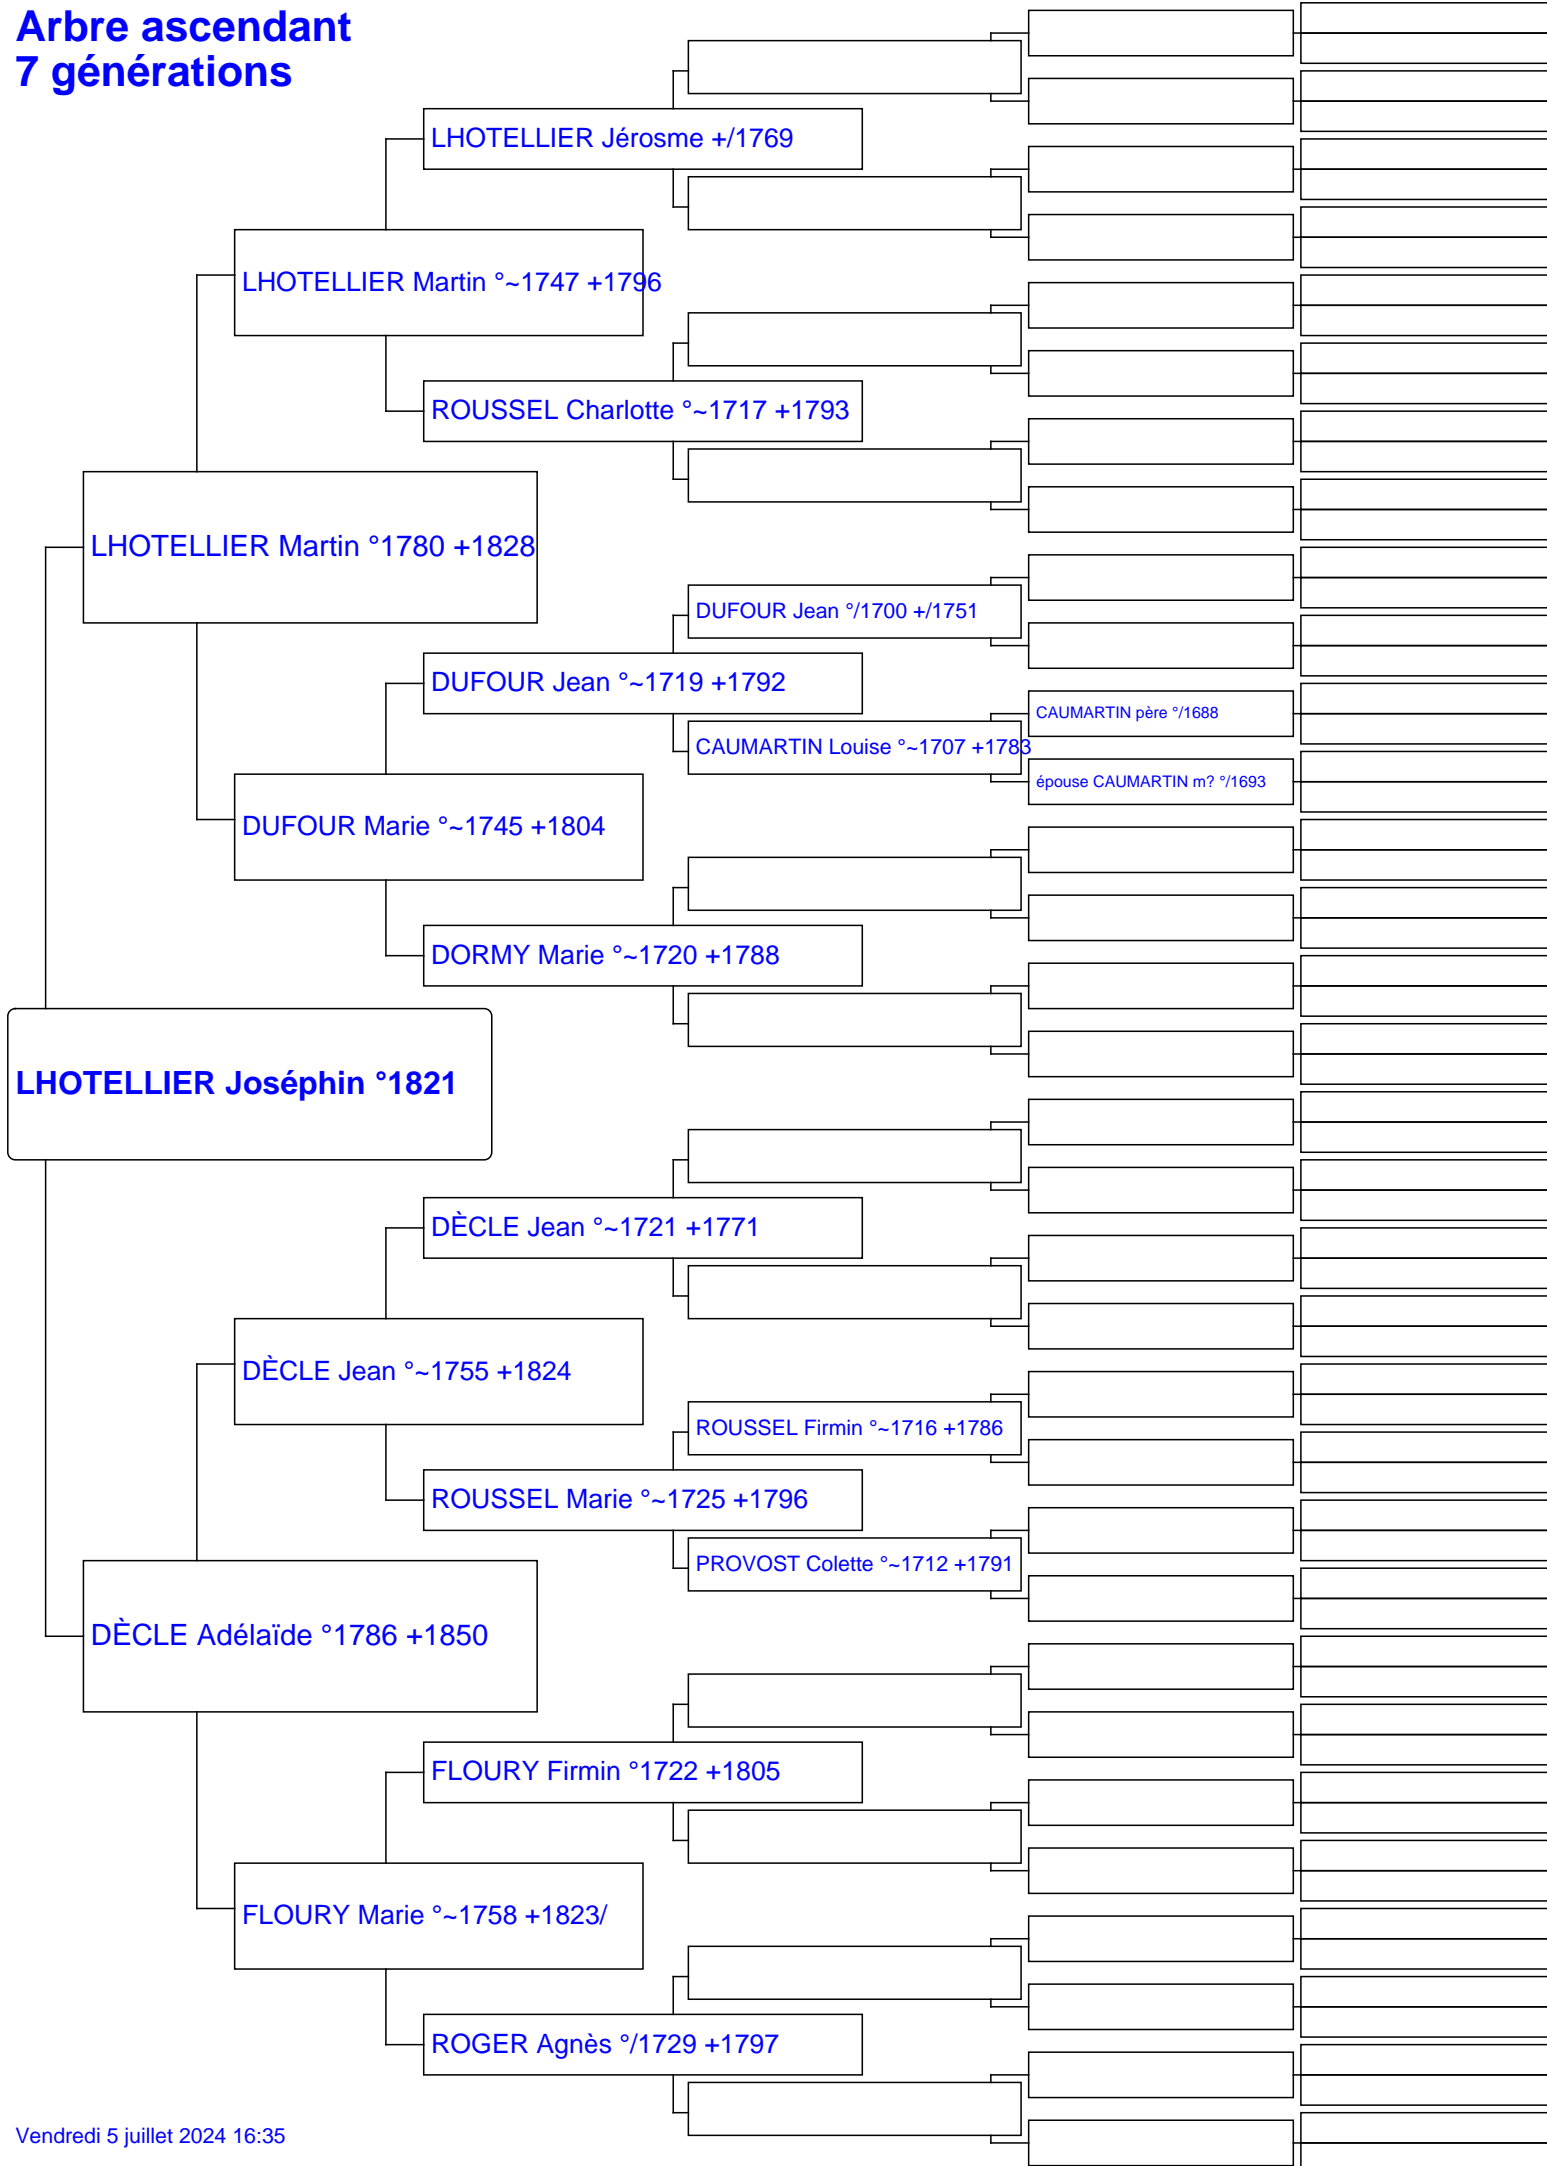 Arbre ascendant
7 générations
LHOTELLIER Jérosme +/1769
LHOTELLIER Martin °~1747 +1796
ROUSSEL Charlotte °~1717 +1793
LHOTELLIER Martin °1780 +1828
DUFOUR Jean °/1700 +/1751
DUFOUR Jean °~1719 +1792
CAUMARTIN père °/1688
CAUMARTIN Louise °~1707 +1783
épouse CAUMARTIN m? °/1693
DUFOUR Marie °~1745 +1804
DORMY Marie °~1720 +1788
LHOTELLIER Joséphin °1821
DÈCLE Jean °~1721 +1771
DÈCLE Jean °~1755 +1824
ROUSSEL Firmin °~1716 +1786
ROUSSEL Marie °~1725 +1796
PROVOST Colette °~1712 +1791
DÈCLE Adélaïde °1786 +1850
FLOURY Firmin °1722 +1805
FLOURY Marie °~1758 +1823/
ROGER Agnès °/1729 +1797
Vendredi 5 juillet 2024 16:35